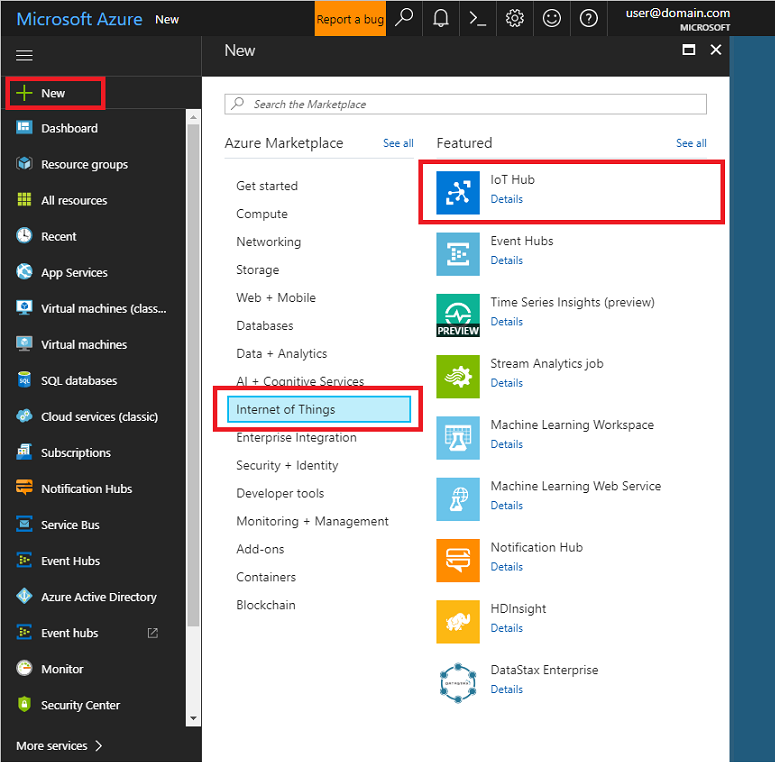 Microsoft Azure New
Report a bug
user@domain.com
MICROSOFT
New
Dashboard
Resource groups
All resources
Recent
App Services
Virtual machines (class...
Virtual machines
SQL databases
Cloud services (classic)
Subscriptions
Notification Hubs
Service Bus
Event Hubs
Azure Active Directory
Event hubs
Monitor
Security Center
More services
New
Search the Marketplace
Azure Marketplace See all
Get started
Compute
Networking
Storage
Web + Mobile
Databases
Data + Analytics
AI + Cognitive Services
Internet of Things
Enterprise Integration
Security + Identity
Developer tools
Monitoring + Management
Add-ons
Containers
Blockchain
Featured See all
IoT Hub
Details
Event Hubs
Details
Time Series Insights (preview)
PREVIEW
Details
Stream Analytics job
Details
Machine Learning Workspace
Details
Machine Learning Web Service
Details
Notification Hub
Details
HDInsight
Details
DataStax Enterprise
DATASTAX
Details